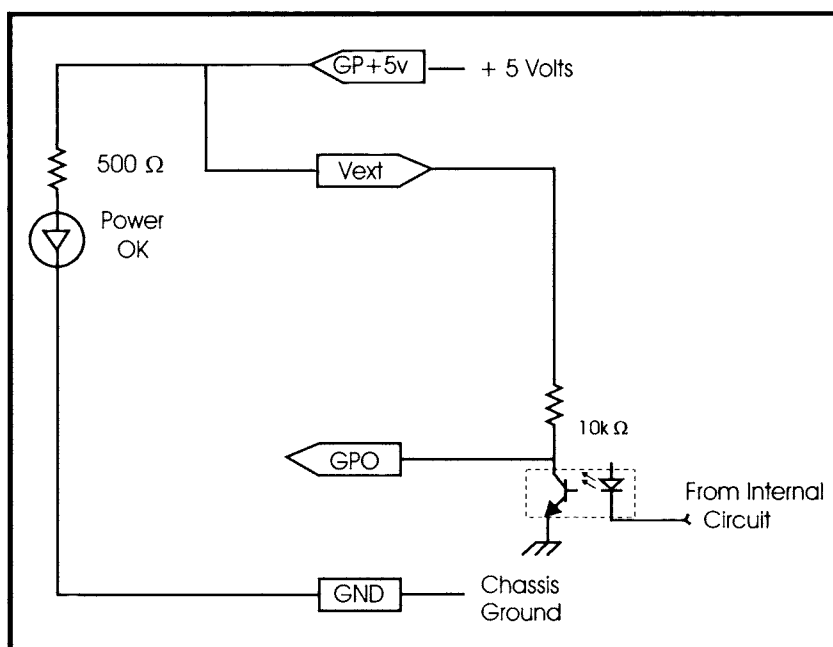 GP+5v
+ 5 Volts
500 Ω
Vext
Power
OK
10k Ω
GPO
From Internal
Circuit
GND
Chassis
Ground